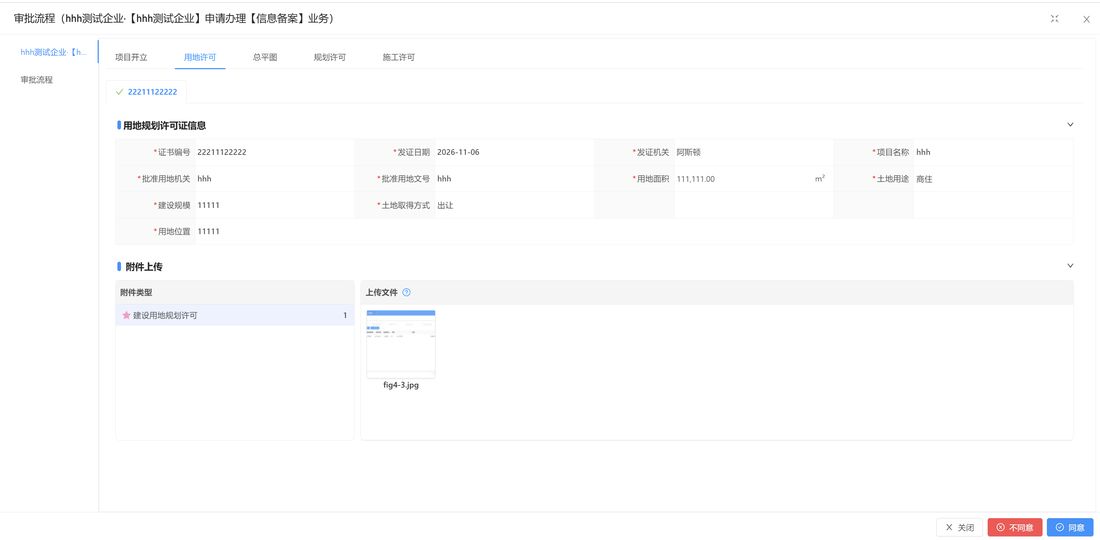 审批流程（hhh测试企业·【hhh测试企业】申请办理【信息备案】业务）
hhh测试企业·【h...
审批流程
项目开立 用地许可 总平图 规划许可 施工许可
22211122222
用地规划许可证信息
*证书编号 22211122222 *发证日期 2026-11-06 *发证机关 阿斯顿 *项目名称 hhh
*批准用地机关 hhh *批准用地文号 hhh *用地面积 111,111.00 m² *土地用途 商住
*建设规模 11111 *土地取得方式 出让
*用地位置 11111
附件上传
附件类型 上传文件
建设用地规划许可 1
fig4-3.jpg
关闭 不同意 同意